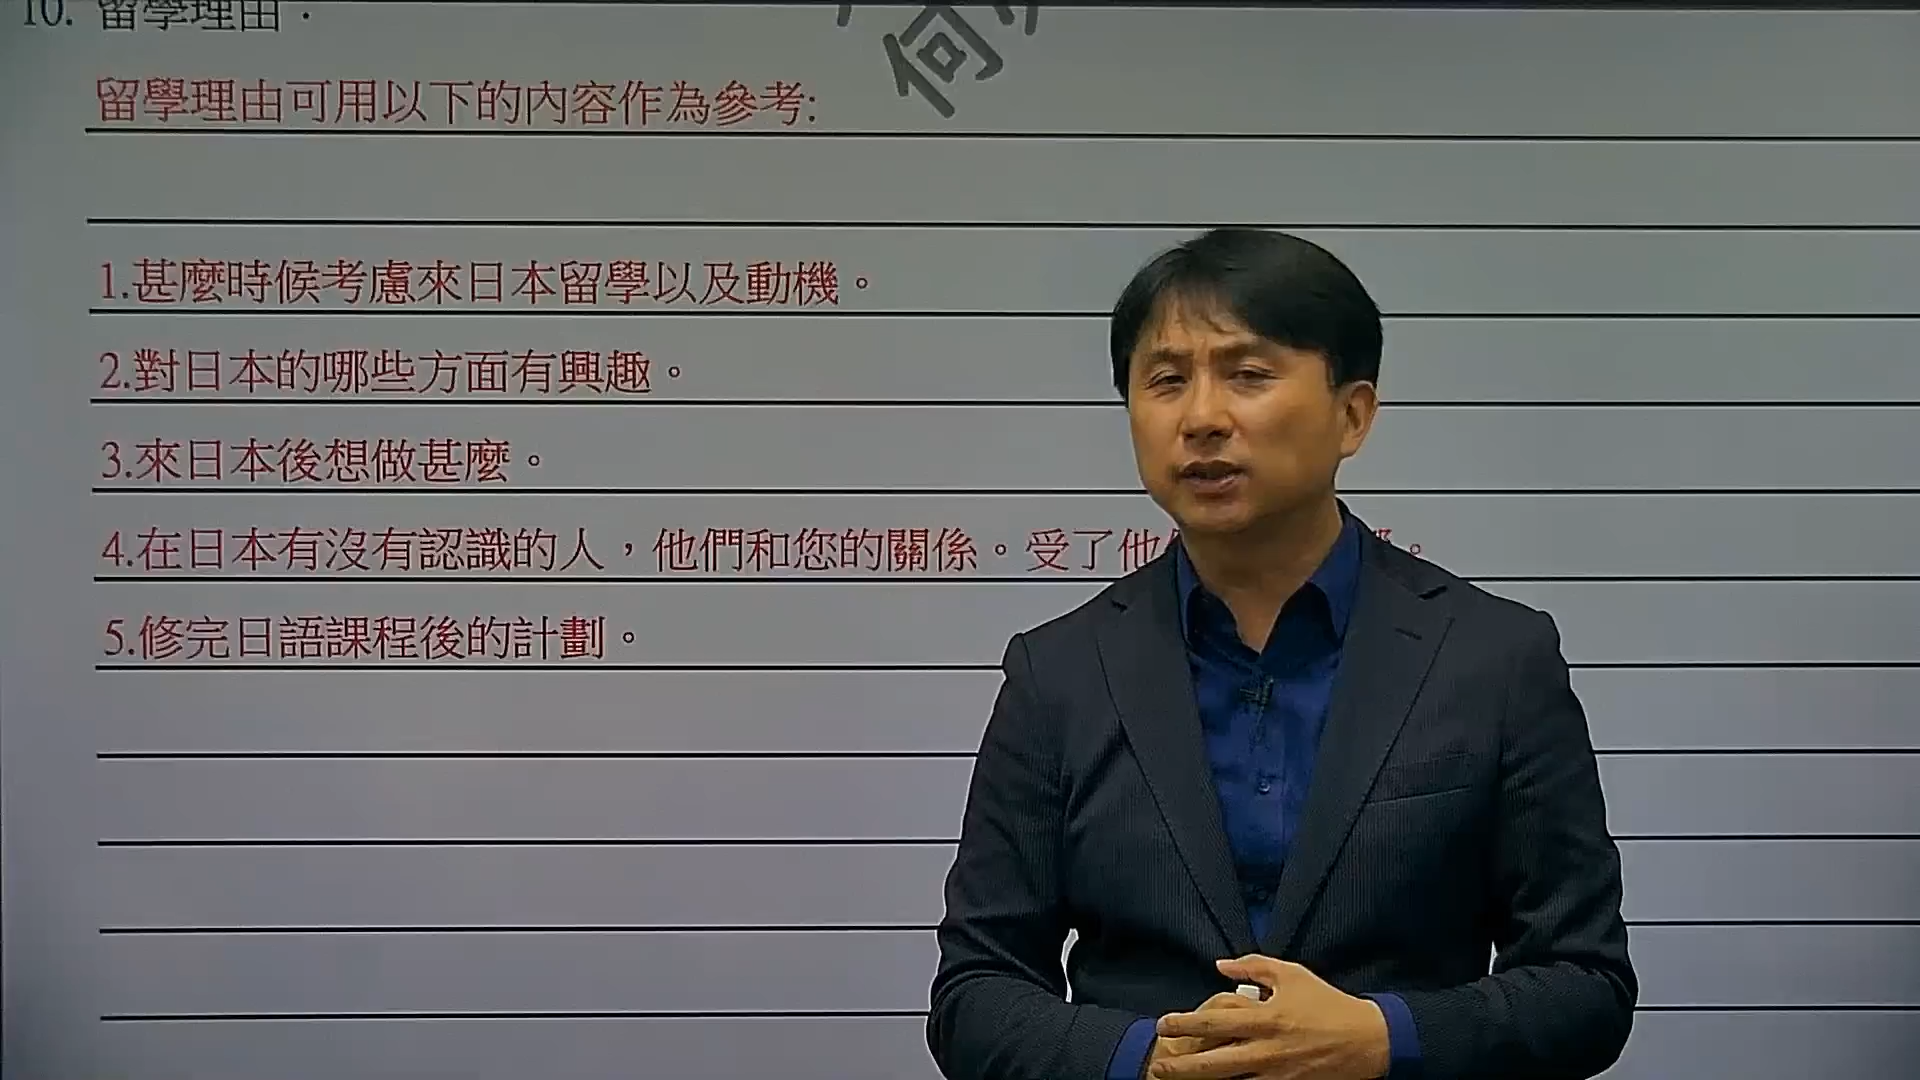 10. 留學理由：
何
留學理由可用以下的內容作為參考:
1.甚麼時候考慮來日本留學以及動機。
2.對日本的哪些方面有興趣。
3.來日本後想做甚麼。
4.在日本有沒有認識的人，他們和您的關係。受了他
5.修完日語課程後的計劃。